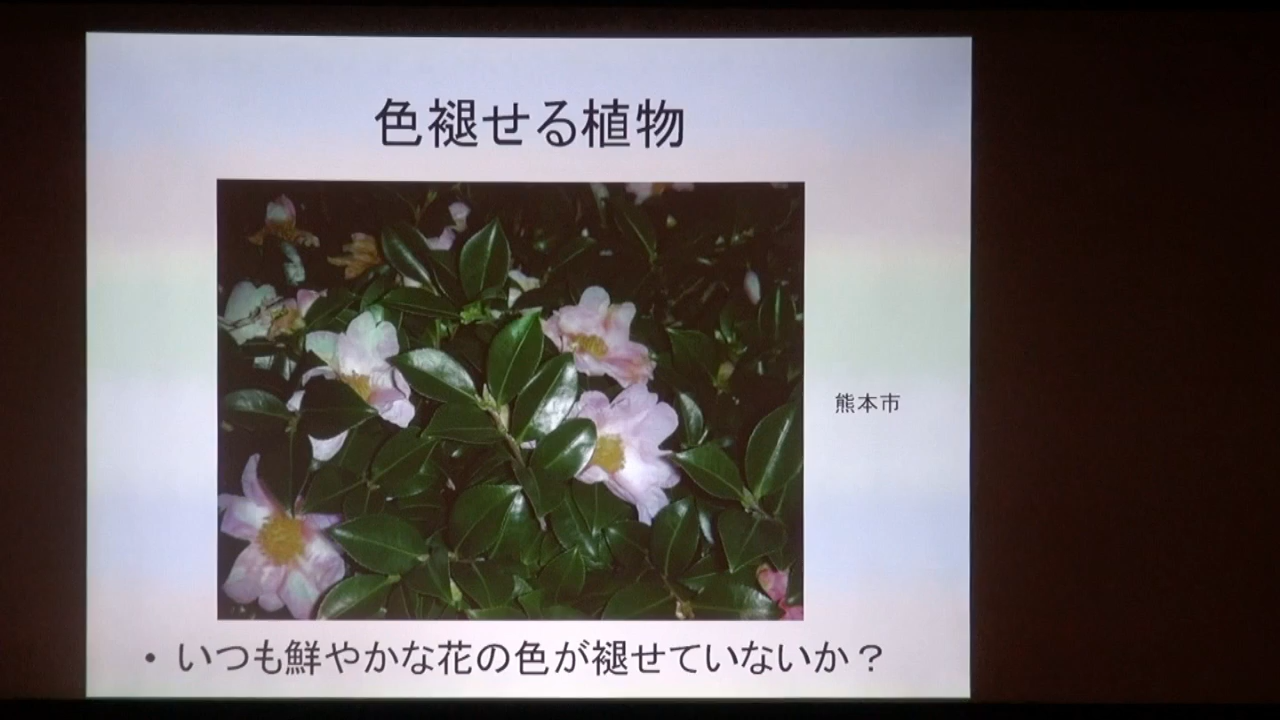 色褪せる植物
熊本市
• いつも鮮やかな花の色が褪せていないか？